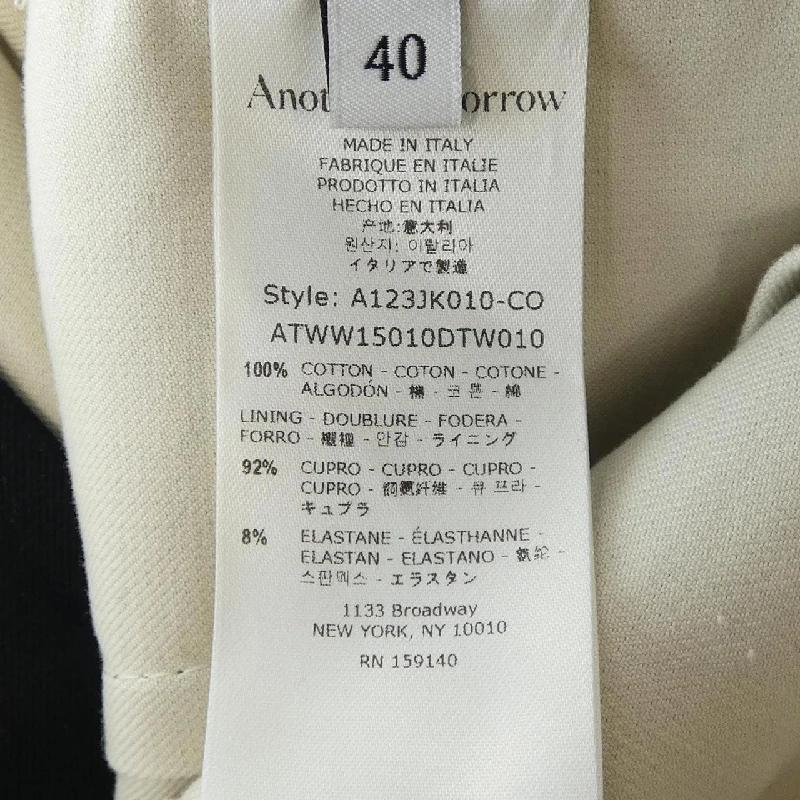 40
Anot orrow
MADE IN ITALY
FABRIQUE EN ITALIE
PRODOTTO IN ITALIA
HECHO EN ITALIA
产地:意大利
원산지: 이탈리아
イタリアで製造
Style: A123JK010-CO
ATWW15010DTW010
100% COTTON - COTON - COTONE -
ALGODÓN - 棉 - 코튼 - 綿
LINING - DOUBLURE - FODERA -
FORRO - 襯裡 - 안감 - ライニング
92% CUPRO - CUPRO - CUPRO -
CUPRO - 銅氨纤维 - 큐프라 -
キュプラ
8% ELASTANE - ÉLASTHANNE -
ELASTAN - ELASTANO -
스판덱스 - エラスタン
1133 Broadway
NEW YORK, NY 10010
RN 159140